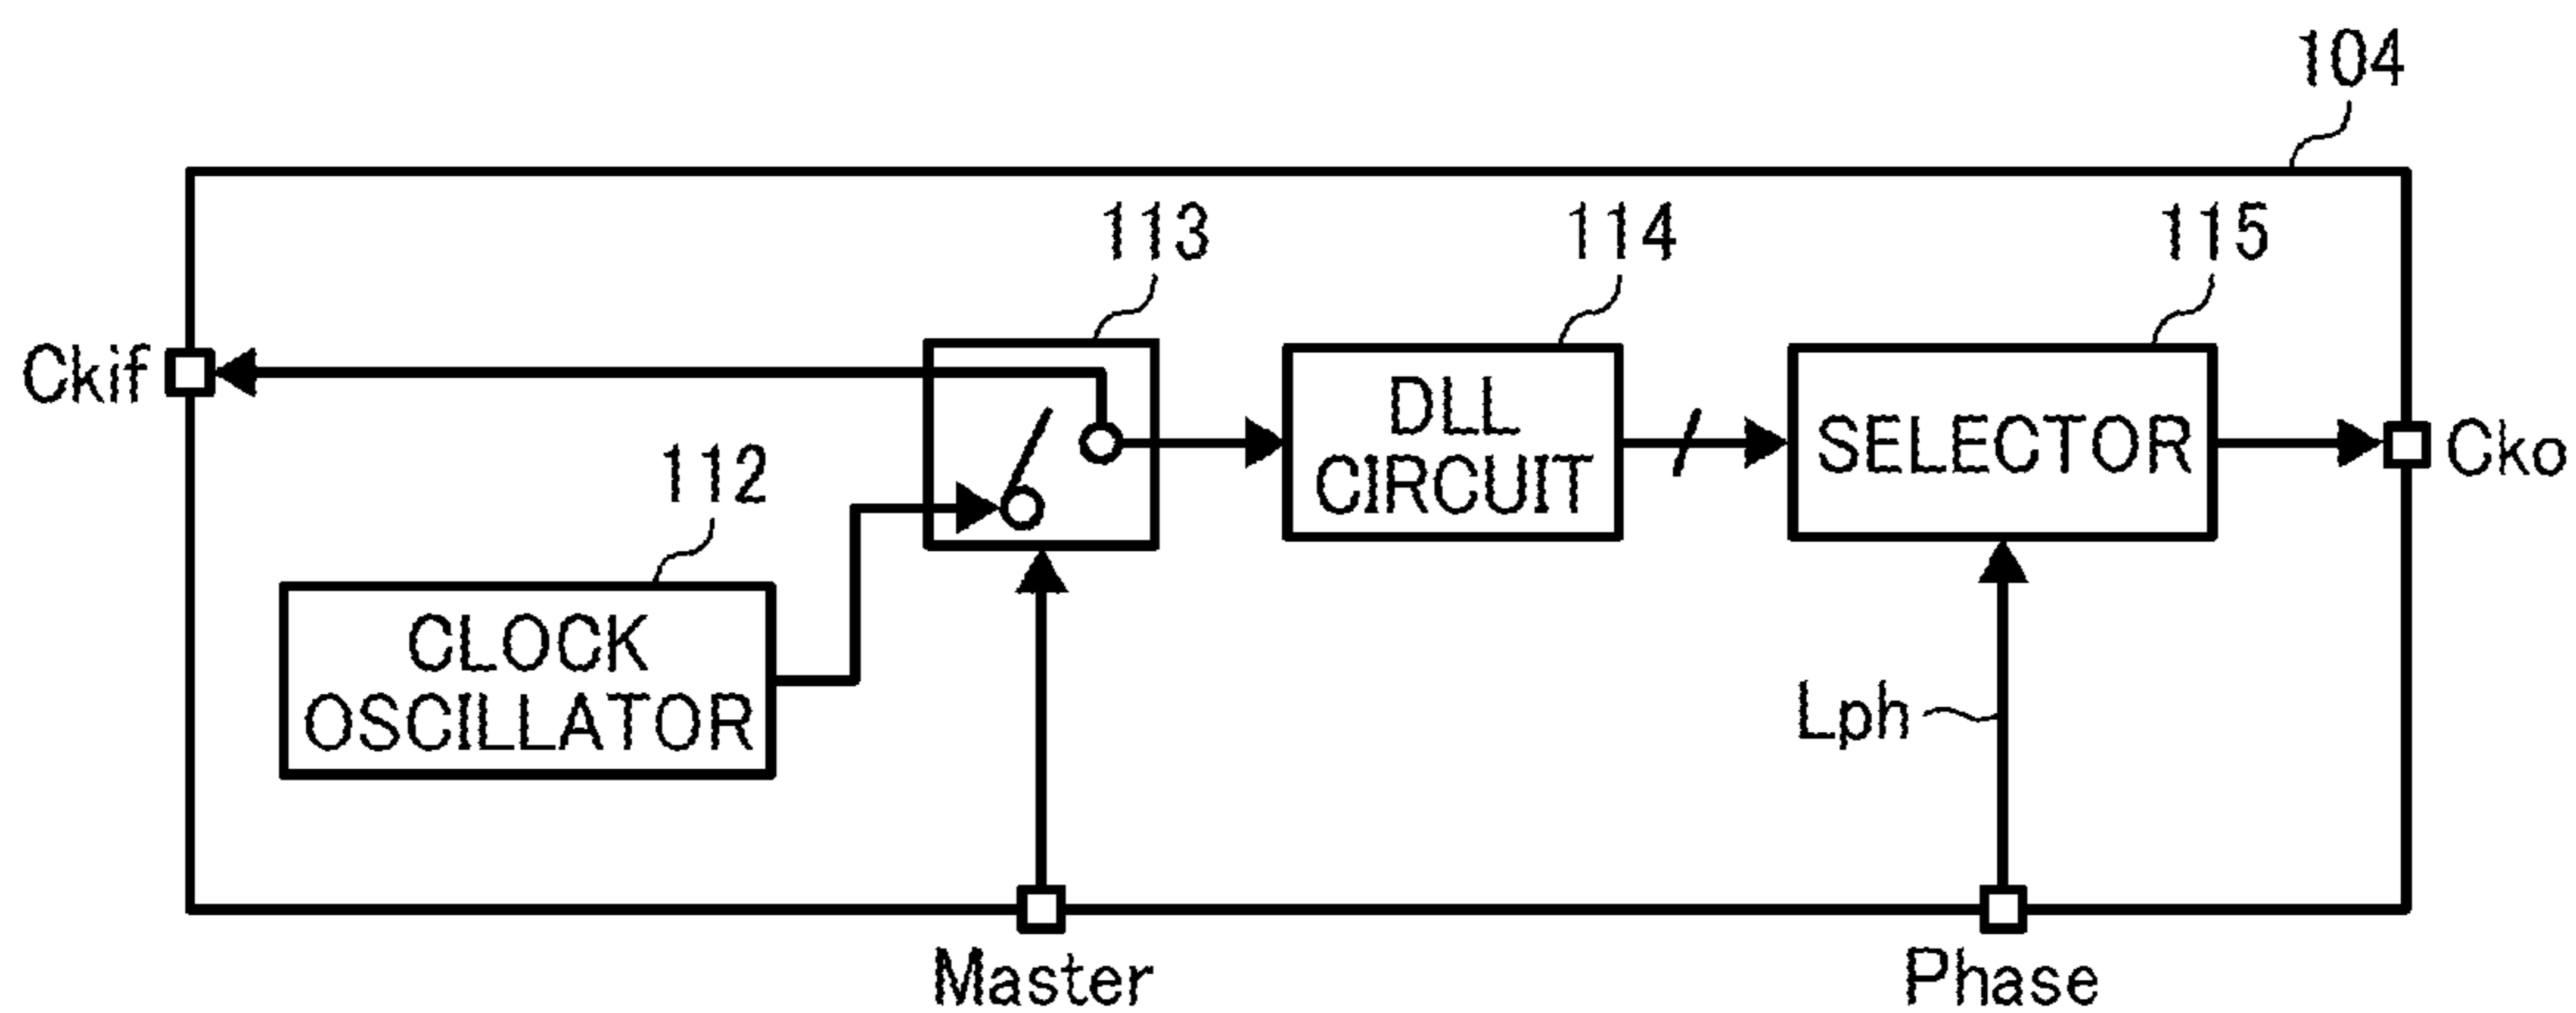 104
113
114
115
Ckif
DLL
CIRCUIT
SELECTOR
Cko
112
CLOCK
OSCILLATOR
Lph
Master
Phase